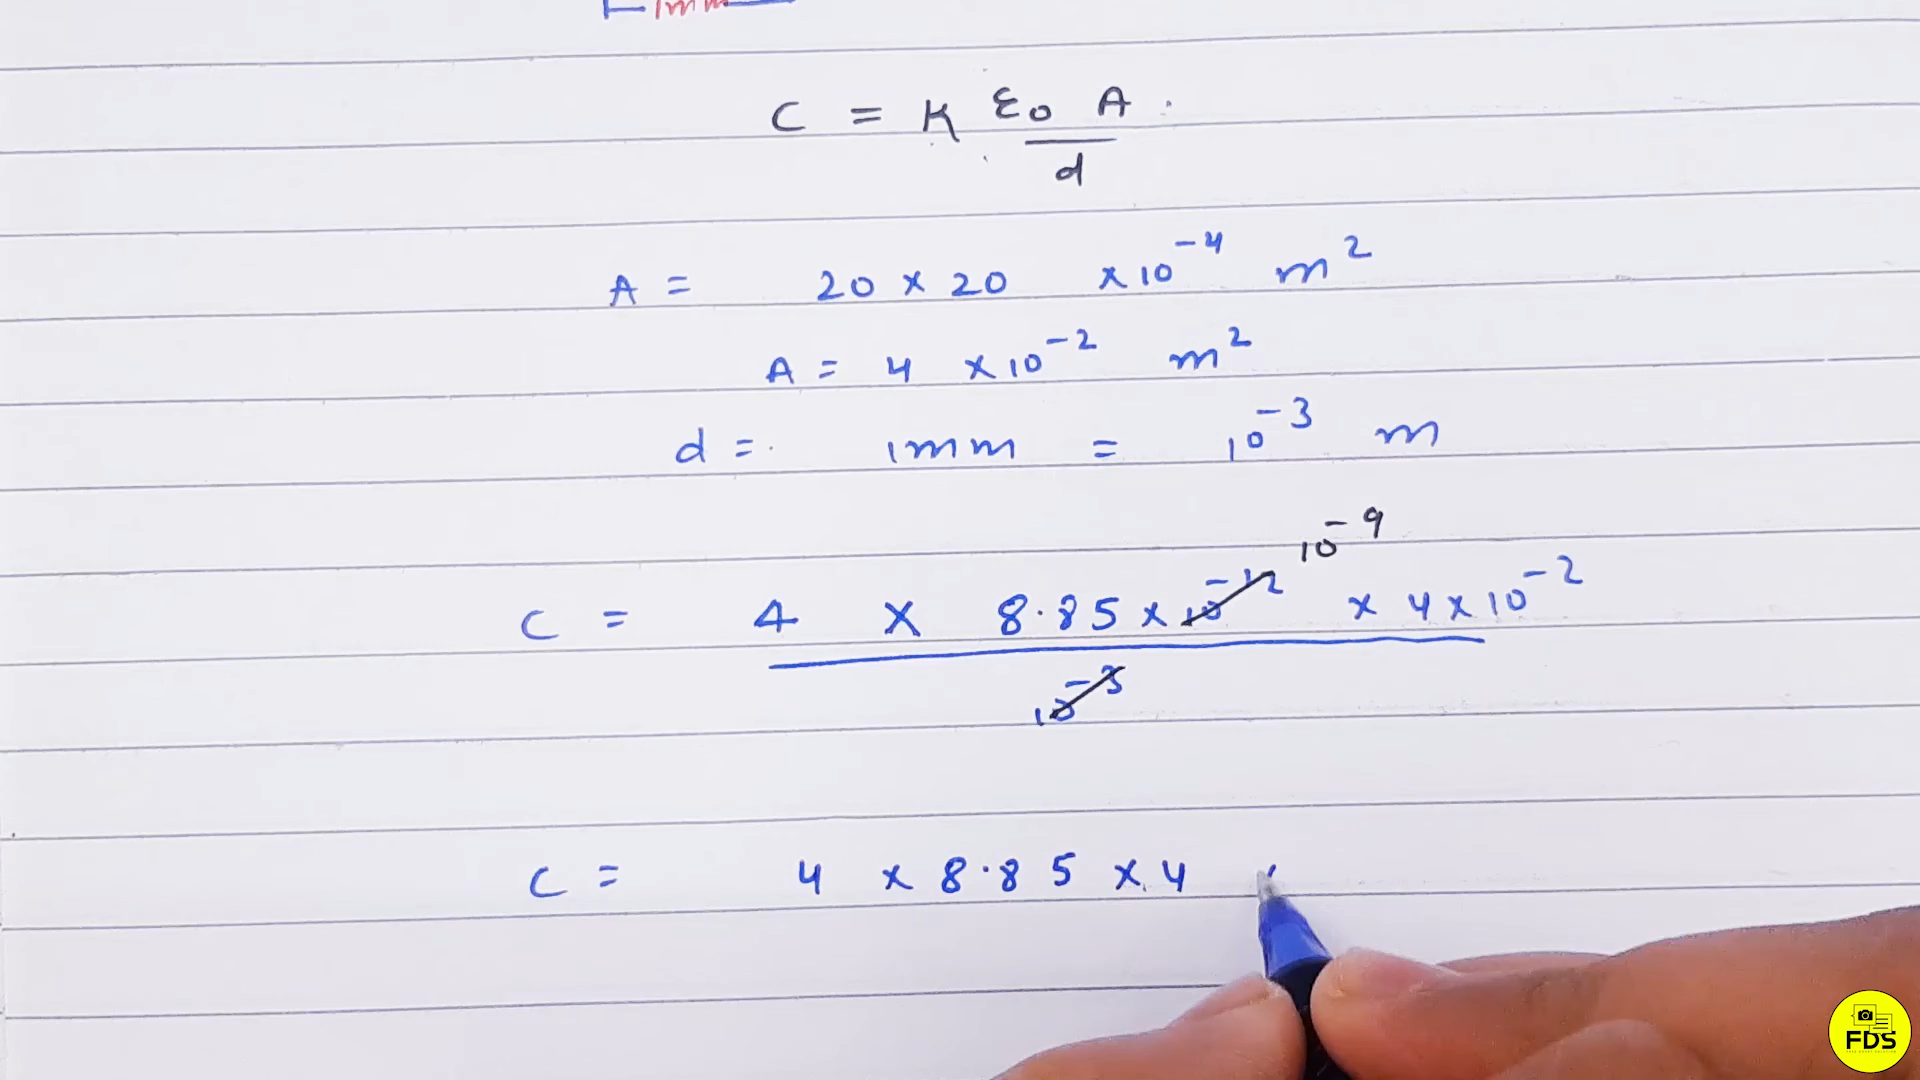 1mm
C = K ε₀ A
d
A = 20 × 20 × 10⁻⁴ m²
A = 4 × 10⁻² m²
d = 1mm = 10⁻³ m
10⁻⁹
C = 4 × 8.85 × 10⁻¹² × 4 × 10⁻²
10⁻³
C = 4 × 8.85 × 4
FDS